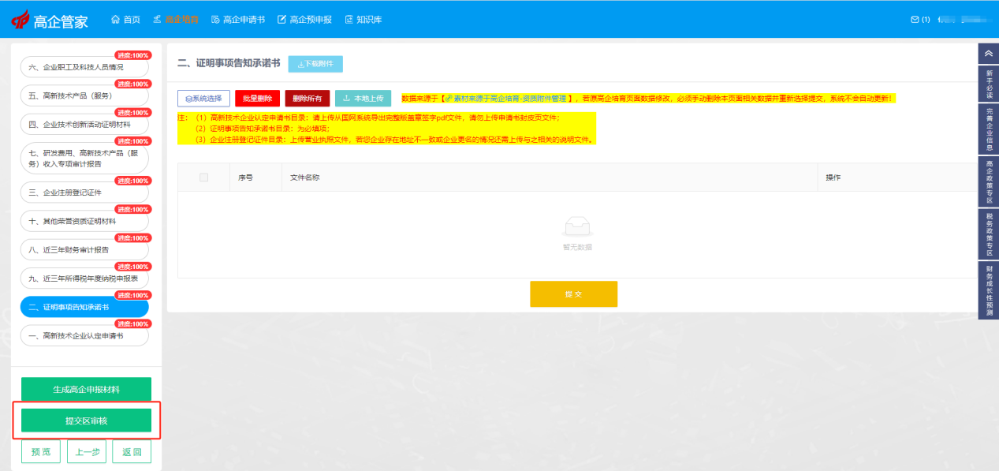 高企管家
首页
高企培育
高企申请书
高企预申报
知识库
(1)
进度:100%
六、企业职工及科技人员情况
进度:100%
五、高新技术产品（服务）
进度:100%
四、企业技术创新活动证明材料
进度:100%
七、研发费用、高新技术产品（服
务）收入专项审计报告
进度:100%
三、企业注册登记证件
进度:100%
十、其他荣誉资质证明材料
进度:100%
八、近三年财务审计报告
进度:100%
九、近三年所得税年度纳税申报表
进度:100%
二、证明事项告知承诺书
进度:100%
一、高新技术企业认定申请书
生成高企申报材料
提交区审核
预 览
上一步
返 回
二、证明事项告知承诺书
下载附件
系统选择
批量删除
删除所有
本地上传
数据来源于【素材来源于高企培育-资质附件管理】，若原高企培育页面数据修改，必须手动删除本页面相关数据并重新选择提交，系统不会自动更新！
注：（1）高新技术企业认定申请书目录：请上传从国网系统导出完整版盖章签字pdf文件，请勿上传申请书封皮页文件；
（2）证明事项告知承诺书目录：为必填项；
（3）企业注册登记证件目录：上传营业执照文件，若您企业存在地址不一致或企业更名的情况还需上传与之相关的说明文件。
序号
文件名称
操作
暂无数据
提 交
新手必读
完善企业信息
高企政策专区
税务政策专区
财务成长性预测